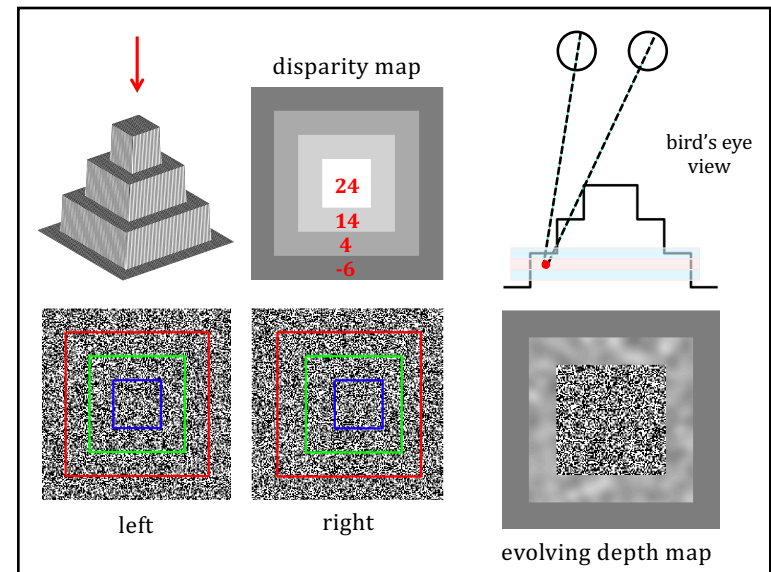 disparity map
24
14
4
-6
bird's eye
view
left
right
evolving depth map